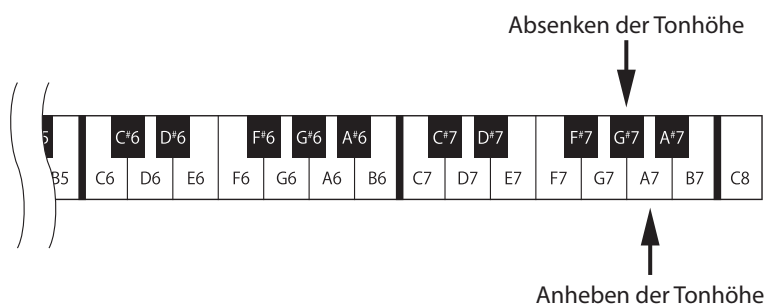 Absenken der Tonhöhe
5 C#6 D#6 F#6 G#6 A#6 C#7 D#7 F#7 G#7 A#7
B5 C6 D6 E6 F6 G6 A6 B6 C7 D7 E7 F7 G7 A7 B7 C8
Anheben der Tonhöhe